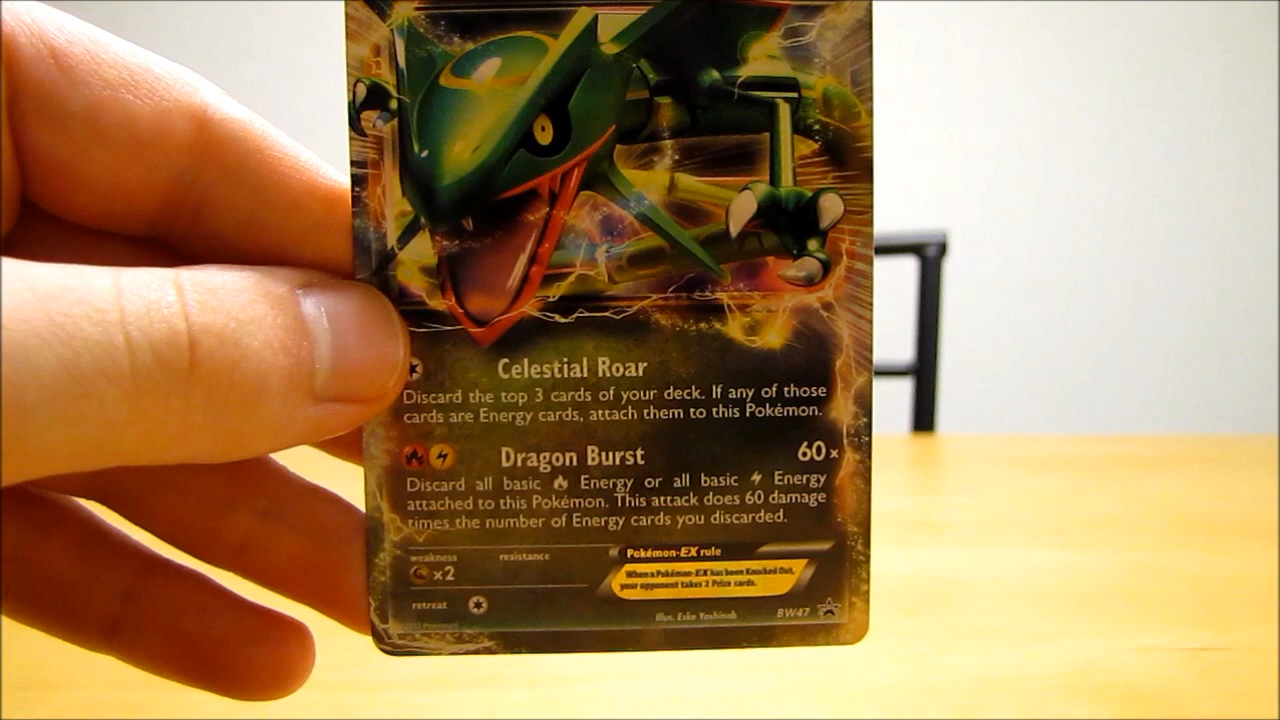 Celestial Roar
Discard the top 3 cards of your deck. If any of those
cards are Energy cards, attach them to this Pokémon.
Dragon Burst 60×
Discard all basic Energy or all basic Energy
attached to this Pokémon. This attack does 60 damage
times the number of Energy cards you discarded.
weakness resistance
×2
Pokémon-EX rule
When a Pokémon-EX has been Knocked Out,
your opponent takes 2 Prize cards.
retreat
Illus. Eske Yoshinob
BW47